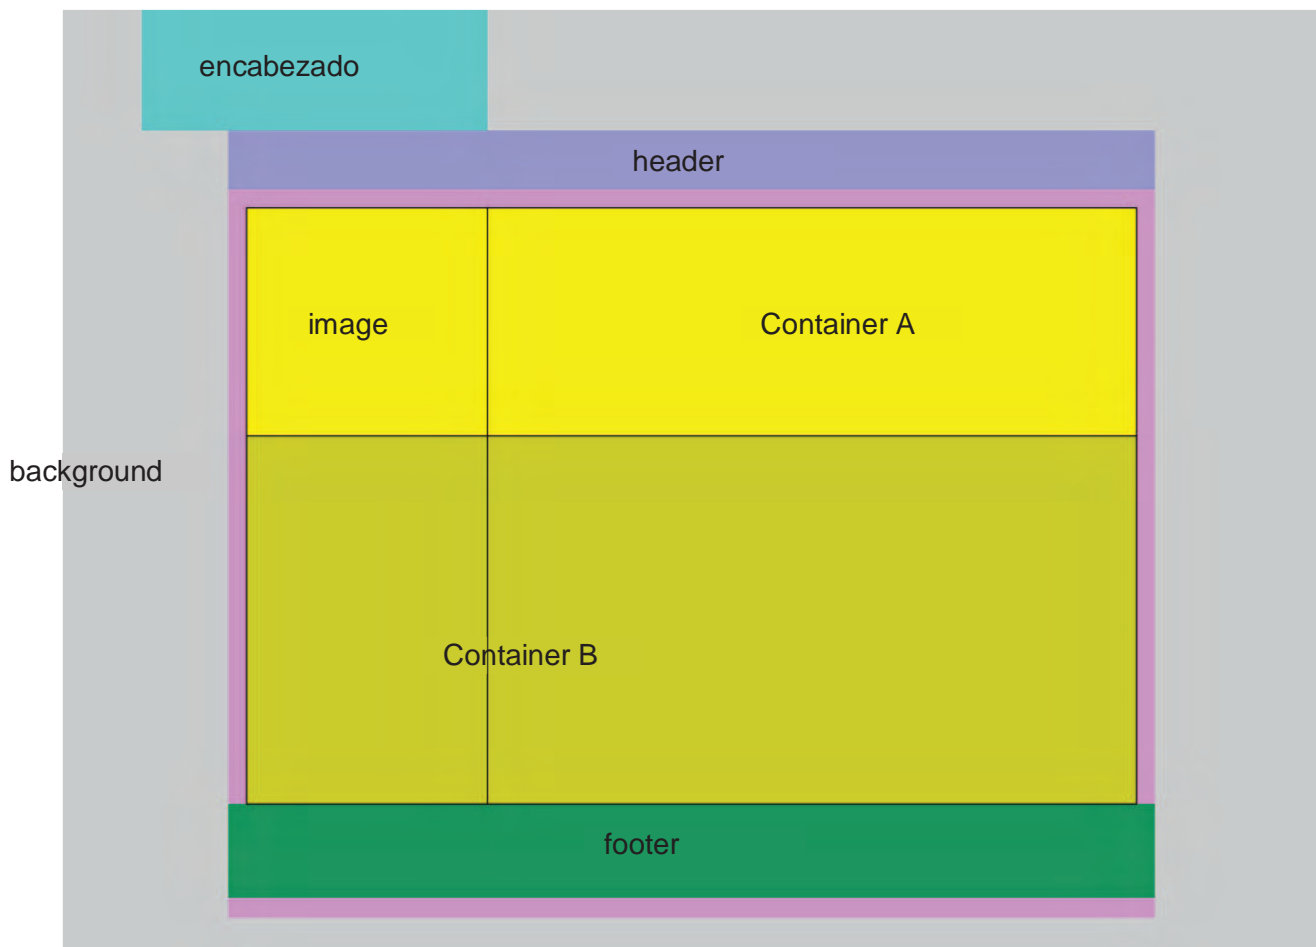 encabezado
header
image
Container A
background
Container B
footer